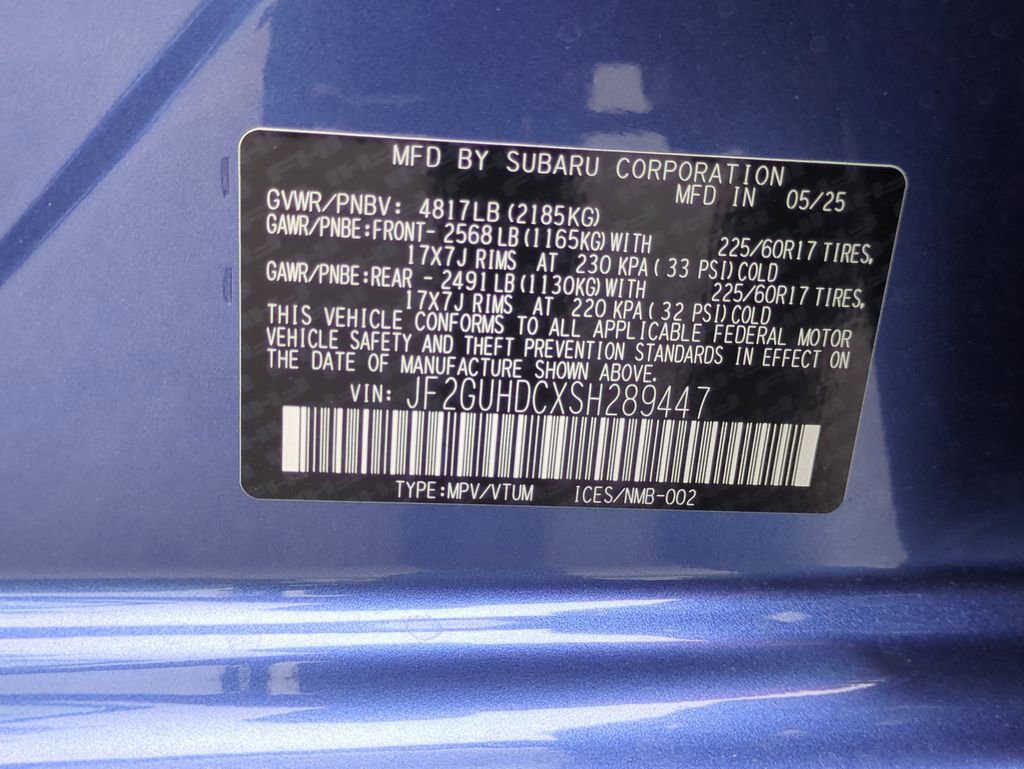 MFD BY SUBARU CORPORATION
MFD IN 05/25
GVWR/PNBV: 4817LB (2185KG)
GAWR/PNBE:FRONT- 2568 LB (1165KG) WITH 225/60R17 TIRES,
17X7J RIMS AT 230 KPA ( 33 PSI) COLD
GAWR/PNBE:REAR - 2491 LB (1130KG) WITH 225/60R17 TIRES,
17X7J RIMS AT 220 KPA ( 32 PSI) COLD
THIS VEHICLE CONFORMS TO ALL APPLICABLE FEDERAL MOTOR
VEHICLE SAFETY AND THEFT PREVENTION STANDARDS IN EFFECT ON
THE DATE OF MANUFACTURE SHOWN ABOVE.
VIN: JF2GUHDCXSH289447
TYPE:MPV/VTUM ICES/NMB-002